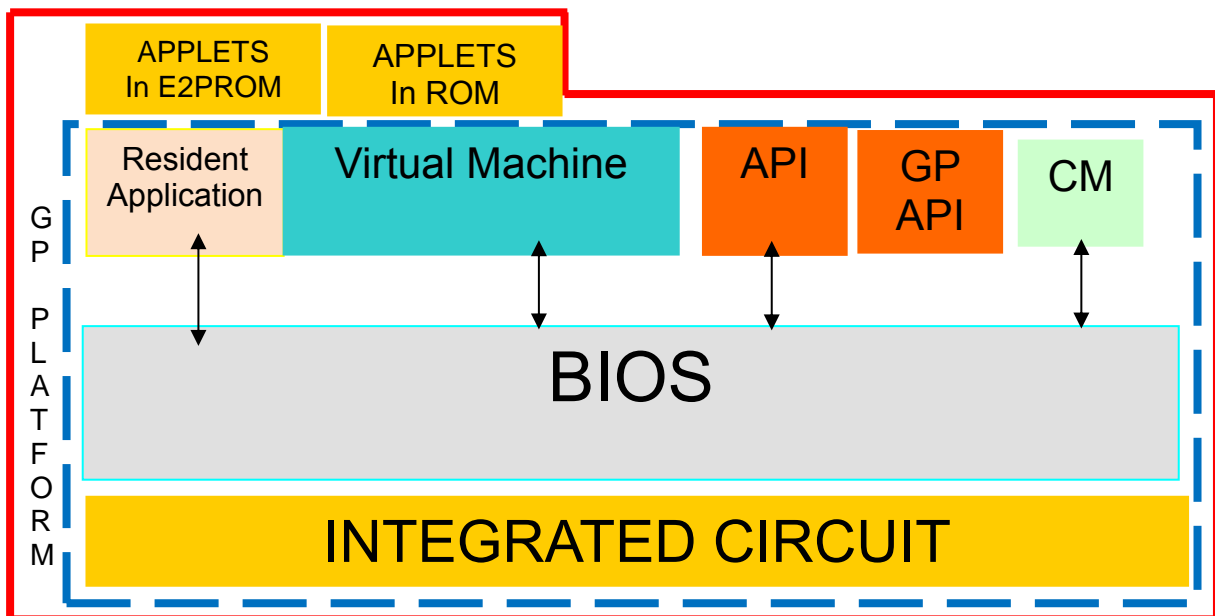 APPLETS
In E2PROM
APPLETS
In ROM
Resident
Application
Virtual Machine
API
GP
API
CM
GP PLATFORM
BIOS
INTEGRATED CIRCUIT